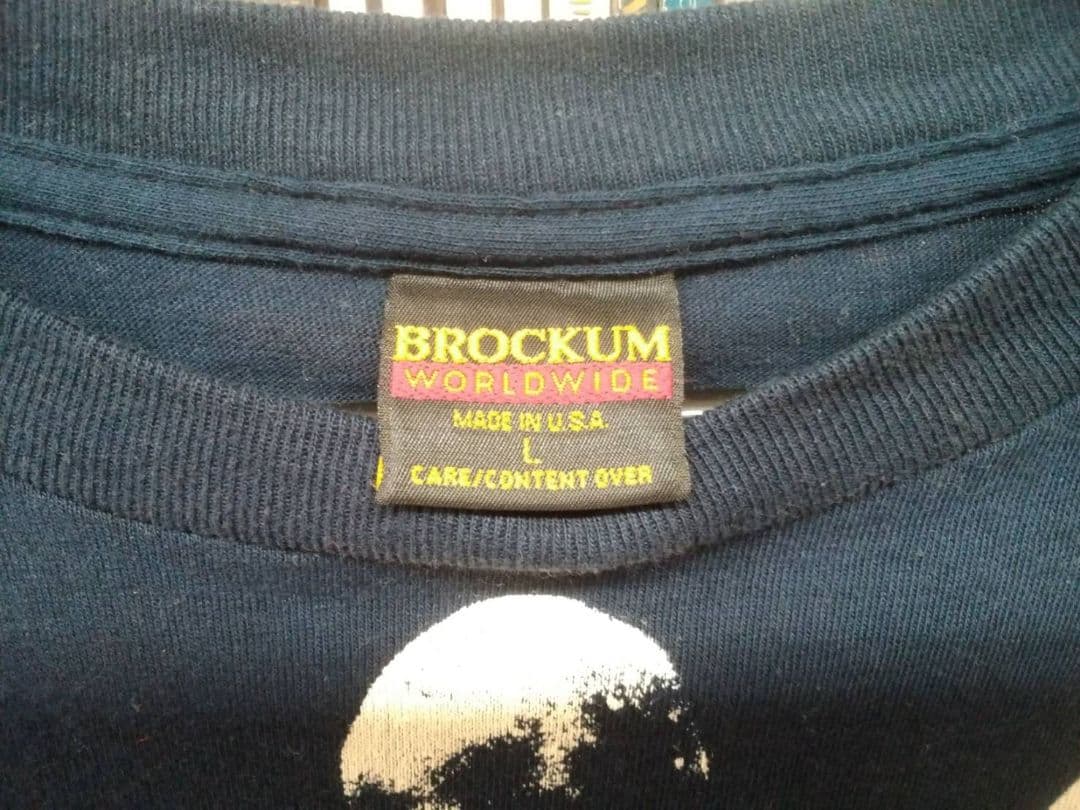 BROCKUM
WORLDWIDE
MADE IN U.S.A.
L
CARE/CONTENT OVER